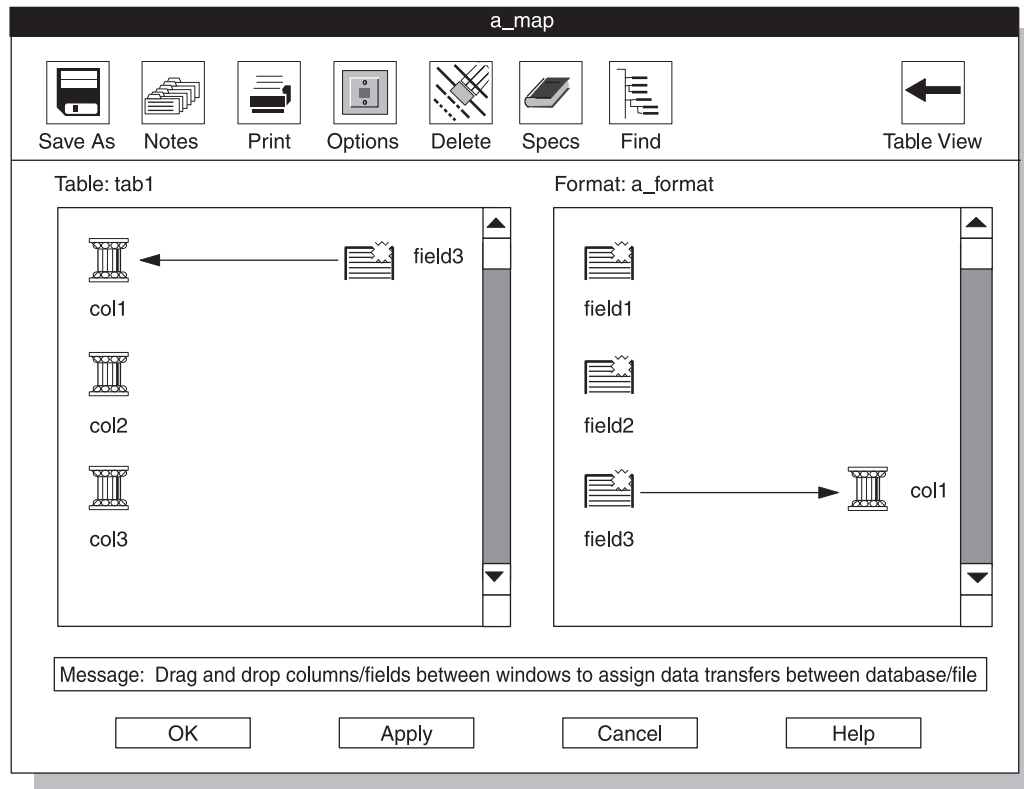 a_map
Save As Notes Print Options Delete Specs Find Table View
Table: tab1
Format: a_format
field3
col1
col2
col3
field1
field2
col1
field3
Message: Drag and drop columns/fields between windows to assign data transfers between database/file
OK Apply Cancel Help